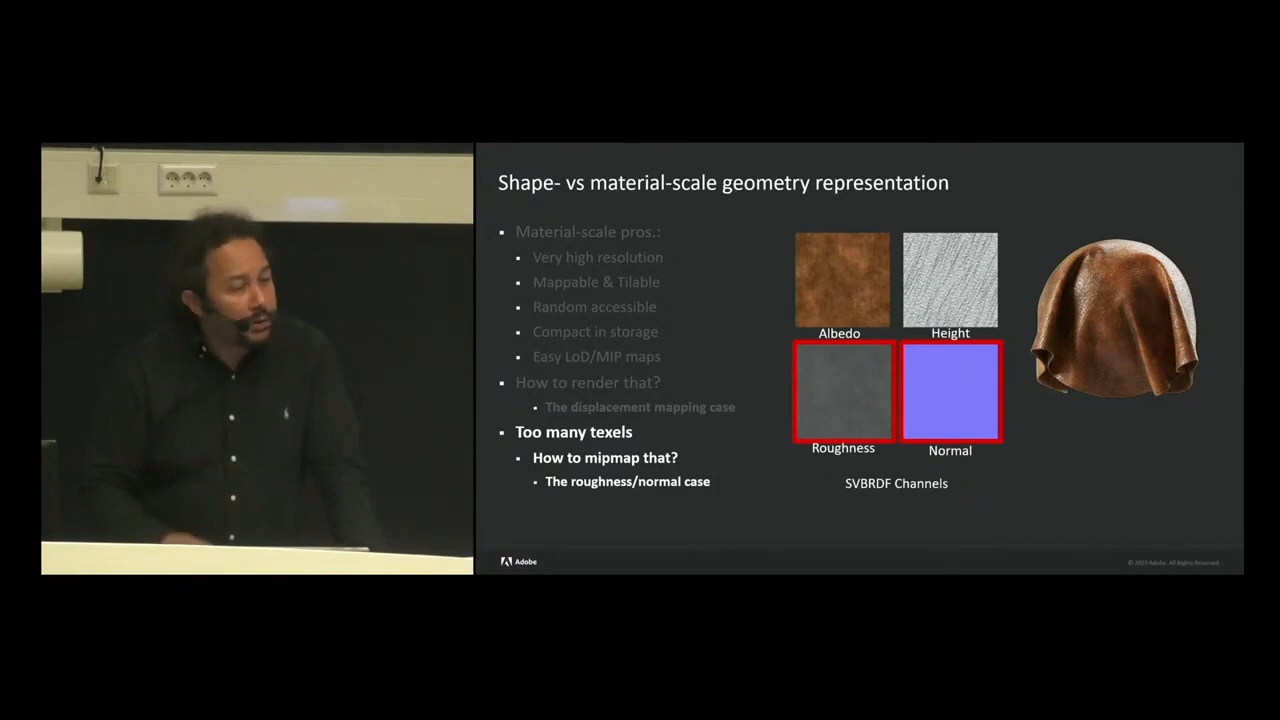 Shape- vs material-scale geometry representation
Material-scale pros.:
Very high resolution
Mappable & Tilable
Random accessible
Compact in storage
Easy LoD/MIP maps
How to render that?
The displacement mapping case
Too many texels
How to mipmap that?
The roughness/normal case
Albedo
Height
Roughness
Normal
SVBRDF Channels
Adobe
© 2023 Adobe. All Rights Reserved.